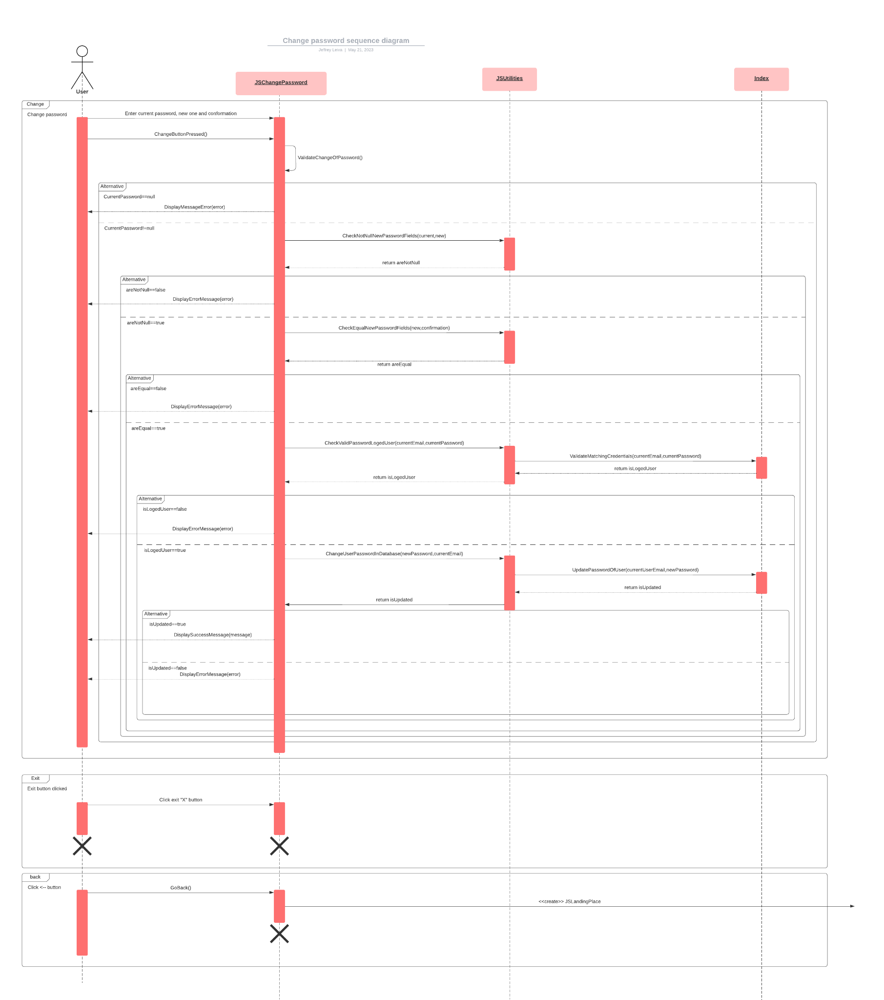 Change password sequence diagram
Jeffrey Leiva | May 21, 2023
User
JSChangePassword
JSUtilities
Index
Change
Change password
Enter current password, new one and conformation
ChangeButtonPressed()
ValidateChangeOfPassword()
Alternative
CurrentPassword==null
DisplayMessageError(error)
CurrentPassword!=null
CheckNotNullNewPasswordFields(current,new)
return areNotNull
Alternative
areNotNull==false
DisplayErrorMessage(error)
areNotNull==true
CheckEqualNewPasswordFields(new,confirmation)
return areEqual
Alternative
areEqual==false
DisplayErrorMessage(error)
areEqual==true
CheckValidPasswordLogedUser(currentEmail,currentPassword)
ValidateMatchingCredentials(currentEmail,currentPassword)
return isLogedUser
return isLogedUser
Alternative
isLogedUser==false
DisplayErrorMessage(error)
isLogedUser==true
ChangeUserPasswordInDatabase(newPassword,currentEmail)
UpdatePasswordOfUser(currentUserEmail,newPassword)
return isUpdated
return isUpdated
Alternative
isUpdated==true
DisplaySuccessMessage(message)
isUpdated==false
DisplayErrorMessage(error)
Exit
Exit button clicked
Click exit "X" button
back
Click <-- button
GoBack()
<<create>> JSLandingPlace